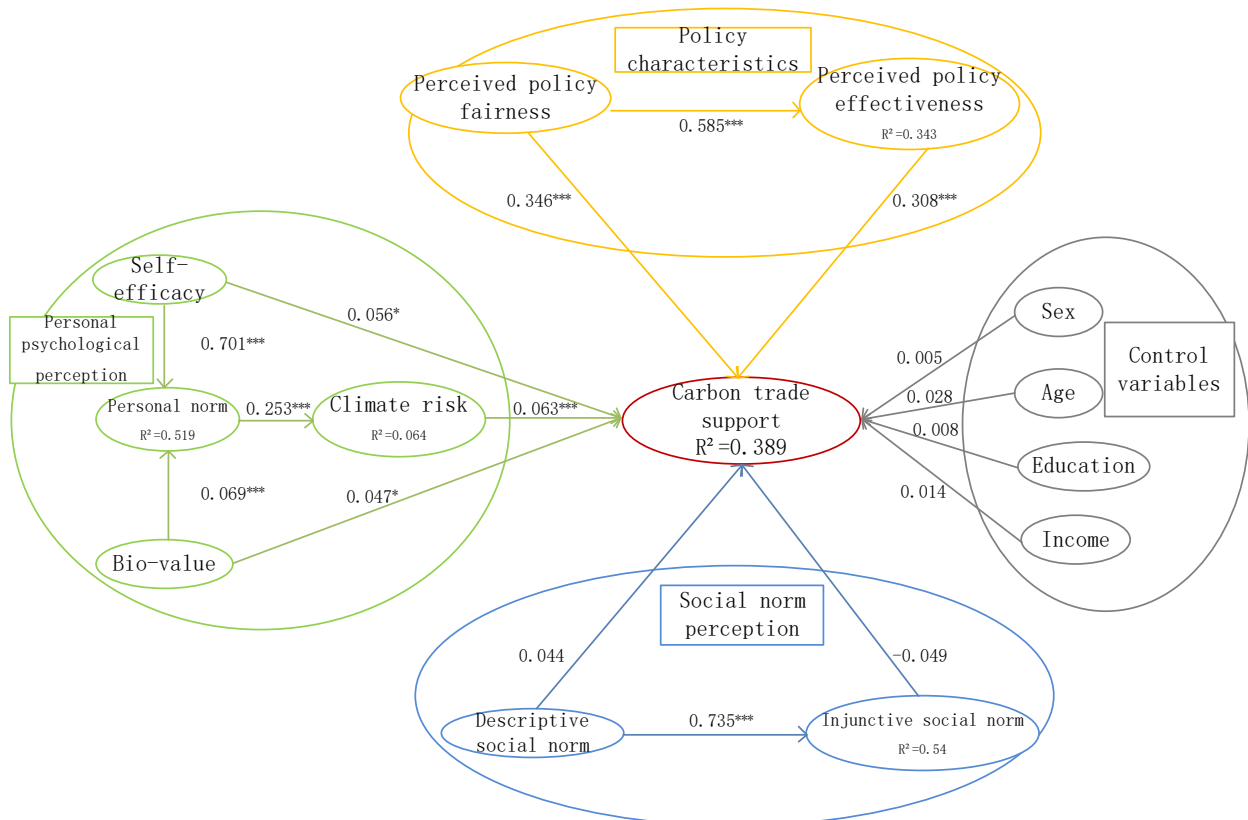 Policy
characteristics
Perceived policy
fairness
Perceived policy
effectiveness
R²=0.343
0.585***
0.346***
0.308***
Self-
efficacy
Personal
psychological
perception
0.056*
0.701***
Personal norm
R²=0.519
0.253***
Climate risk
R²=0.064
0.063***
0.069***
0.047*
Bio-value
Carbon trade
support
R²=0.389
Sex
Age
Education
Income
Control
variables
0.005
0.028
0.008
0.014
Social norm
perception
0.044
-0.049
Descriptive
social norm
0.735***
Injunctive social norm
R²=0.54